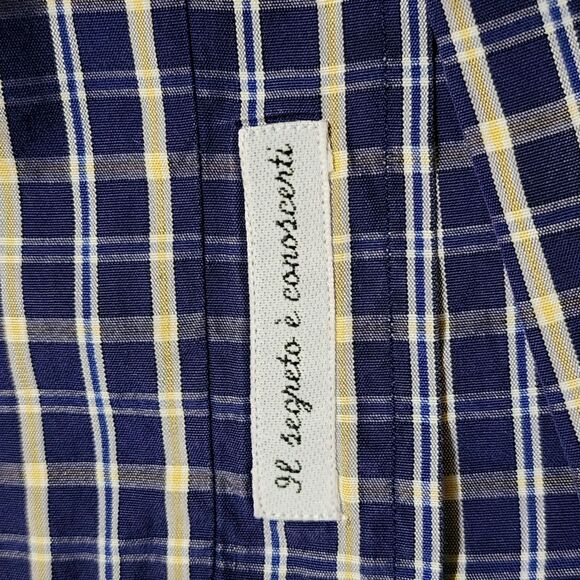 Il segreto è conoscerti